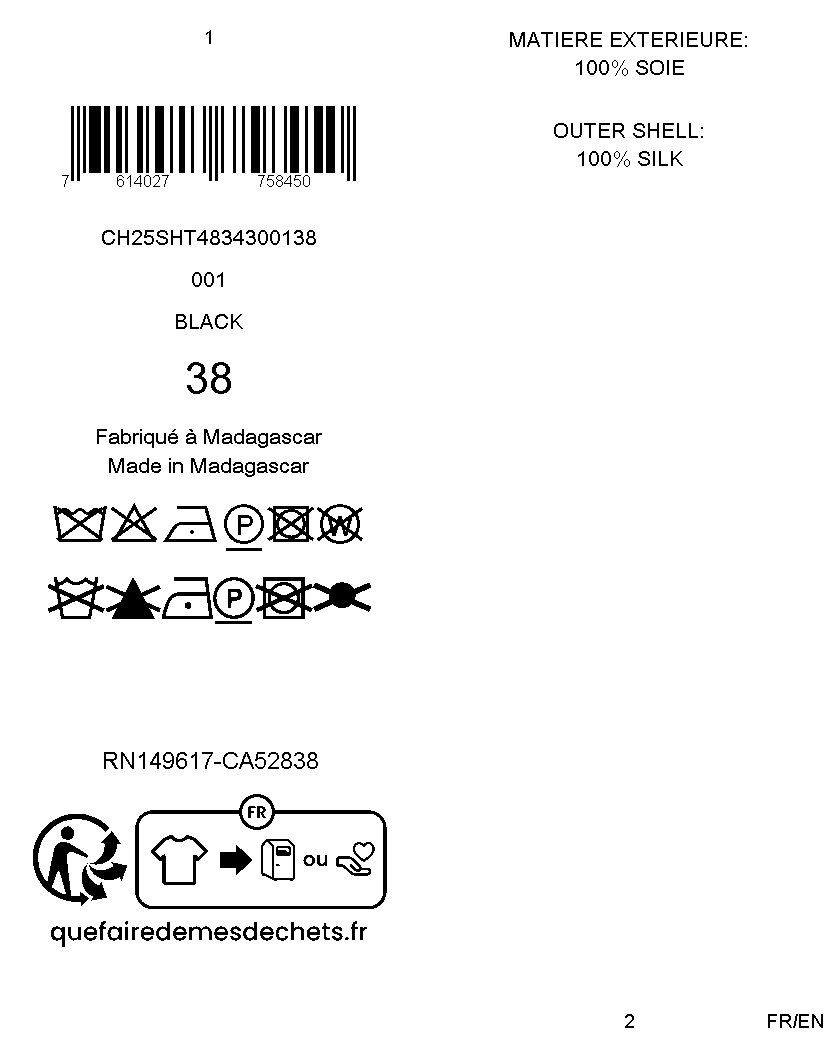 1
7 614027 758450
CH25SHT4834300138
001
BLACK
38
Fabriqué à Madagascar
Made in Madagascar
P W
P
RN149617-CA52838
FR
ou
quefairedemesdechets.fr
MATIERE EXTERIEURE:
100% SOIE
OUTER SHELL:
100% SILK
2
FR/EN